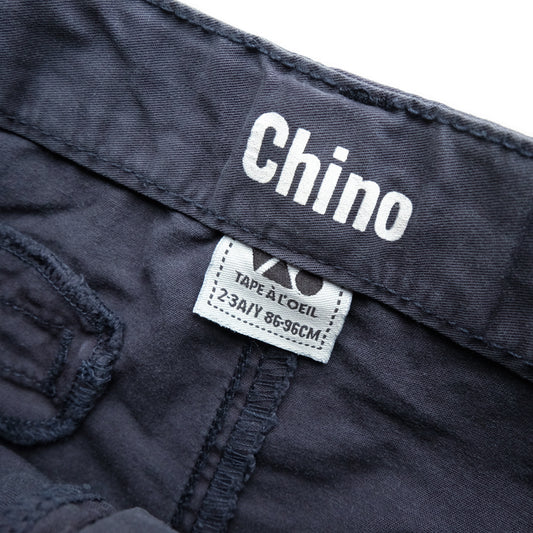 Chino
TAPE À L'OEIL
2-3A/Y 86-96CM